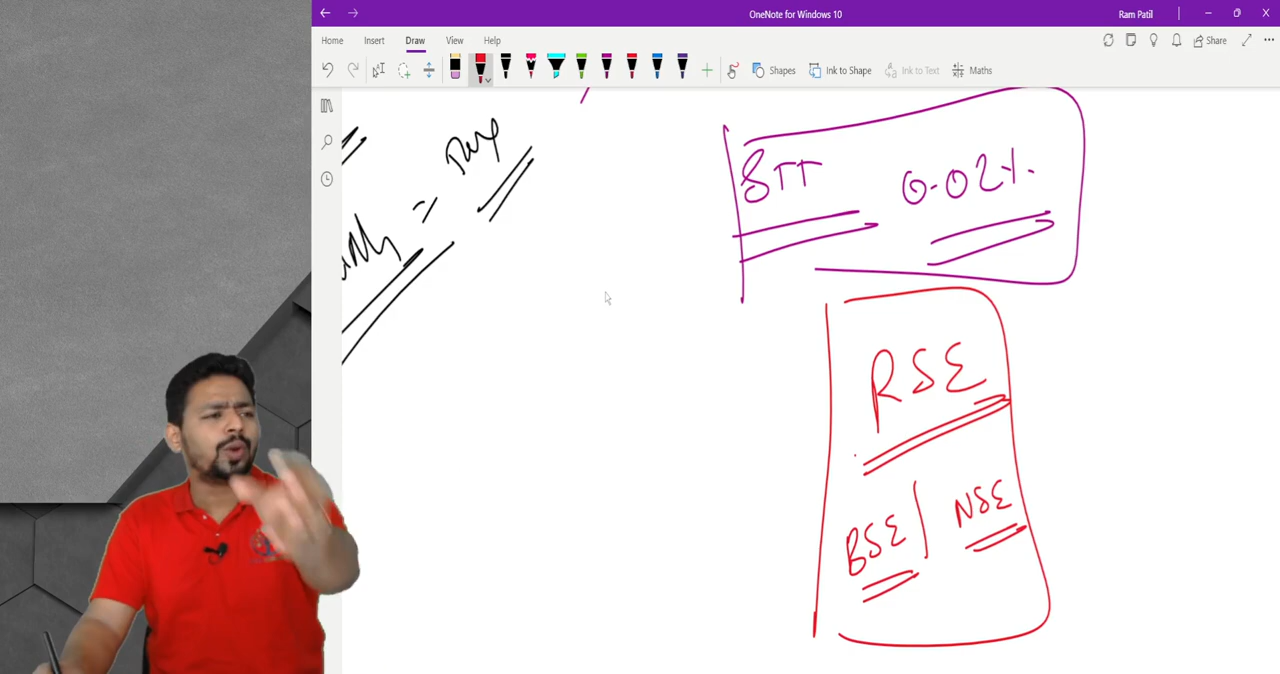 OneNote for Windows 10
Ram Patil
Home Insert Draw View Help
Share
Shapes
Ink to Shape
Ink to Text
Maths
STT 0.02%
RSE
BSE | NSE